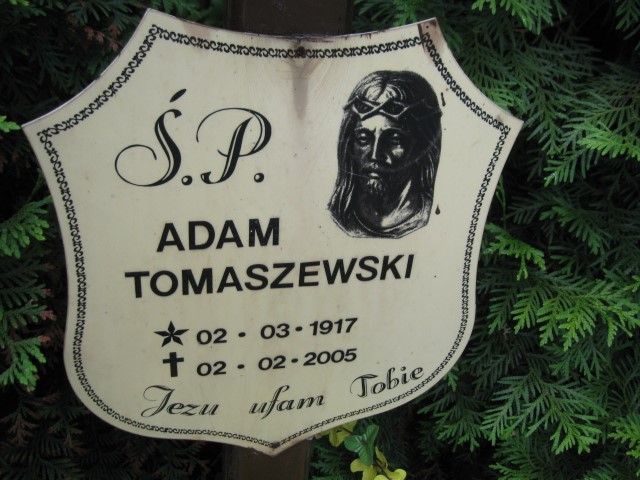 Ś.P.
ADAM
TOMASZEWSKI
02 • 03 • 1917
02 • 02 • 2005
Jezu ufam Tobie